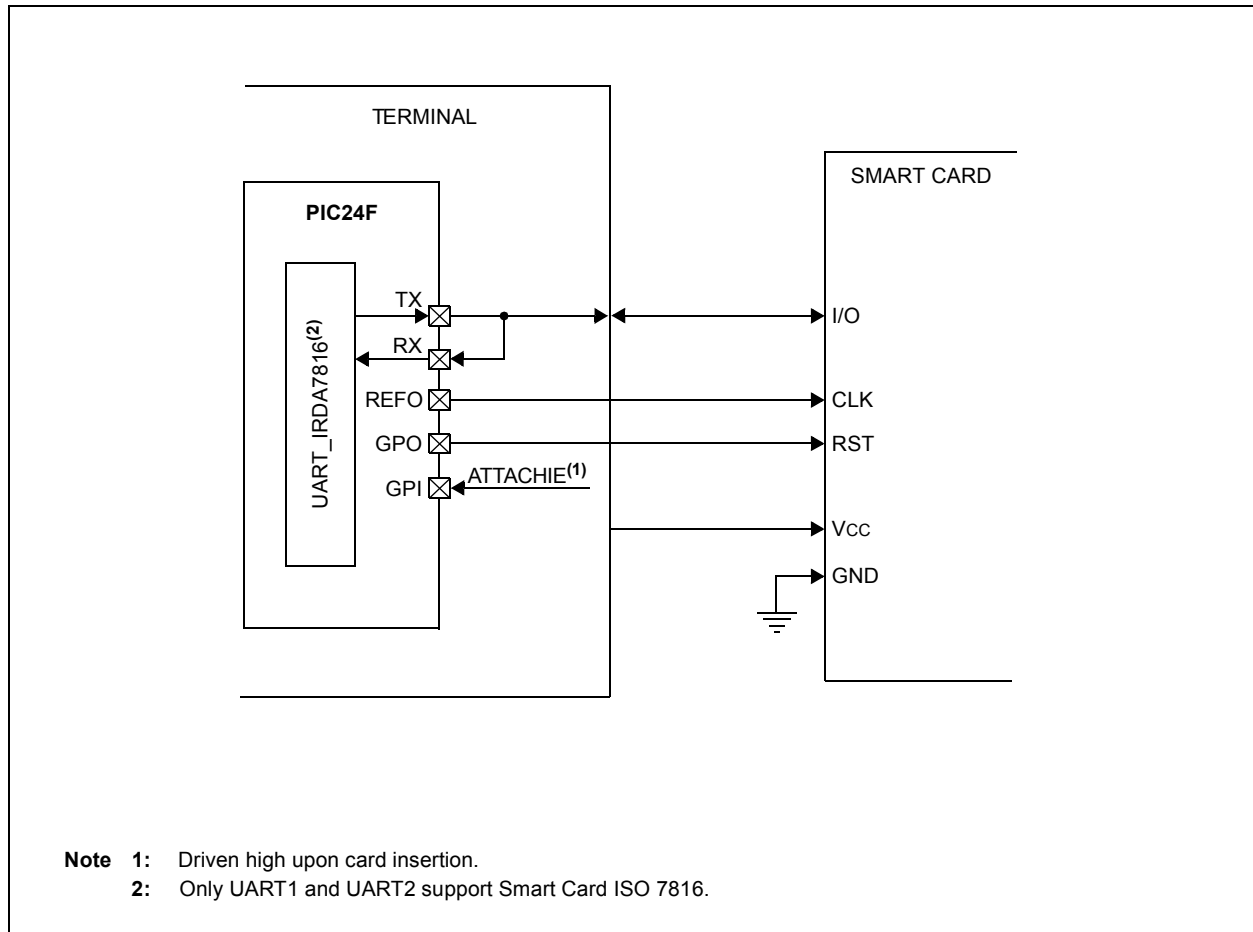 TERMINAL
SMART CARD
PIC24F
UART_IRDA7816(2)
TX
I/O
RX
REFO
CLK
GPO
RST
GPI
ATTACHIE(1)
VCC
GND
Note 1: Driven high upon card insertion.
2: Only UART1 and UART2 support Smart Card ISO 7816.